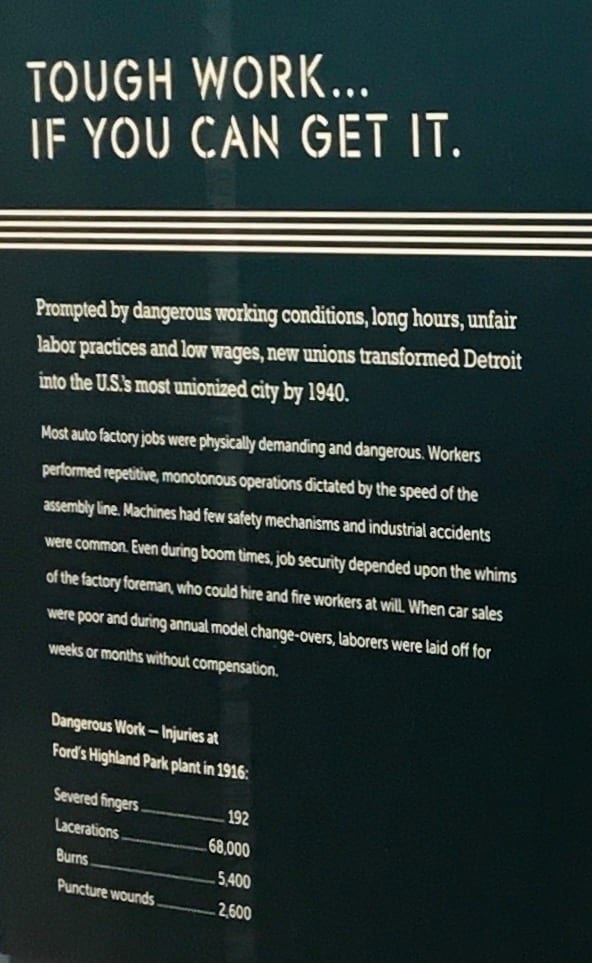 TOUGH WORK...
IF YOU CAN GET IT.
Prompted by dangerous working conditions, long hours, unfair
labor practices and low wages, new unions transformed Detroit
into the U.S.'s most unionized city by 1940.
Most auto factory jobs were physically demanding and dangerous. Workers
performed repetitive, monotonous operations dictated by the speed of the
assembly line. Machines had few safety mechanisms and industrial accidents
were common. Even during boom times, job security depended upon the whims
of the factory foreman, who could hire and fire workers at will. When car sales
were poor and during annual model change-overs, laborers were laid off for
weeks or months without compensation.
Dangerous Work — Injuries at
Ford's Highland Park plant in 1916:
Severed fingers 192
Lacerations 68,000
Burns 5,400
Puncture wounds 2,600